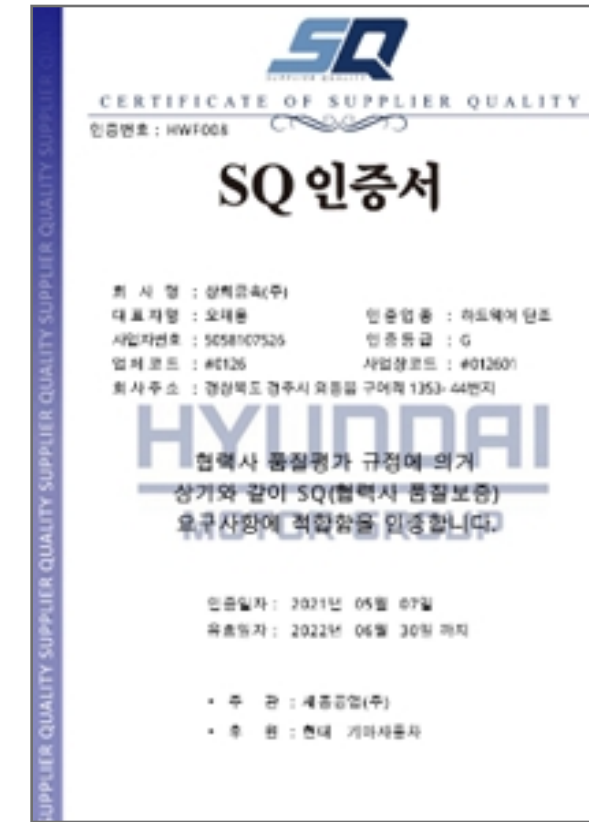 SQ
SUPPLIER QUALITY
CERTIFICATE OF SUPPLIER QUALITY
인증번호 : HWF008
SQ 인증서
회 사 명 :
대 표 자 명 :
인 증 업 종 : 하드웨어 단조
사업자번호 : 5058107526
인 증 등 급 : G
업 체 코 드 : #0126
사업장코드 : #012601
회 사 주 소 : 경상북도 경주시 외동읍 구어리 1353- 44번지
HYUNDAI
MOTOR GROUP
협력사 품질평가 규정에 의거
상기와 같이 SQ(협력사 품질보증)
요구사항에 적합함을 인증합니다.
인증일자 : 2021년 05월 07일
유효일자 : 2022년 06월 30일 까지
• 주 관 : 세종공업(주)
• 후 원 : 현대 기아자동차
SUPPLIER QUALITY SUPPLIER QUALITY SUPPLIER QUALITY SUPPLIER QUALITY SUPPLIER QUALITY